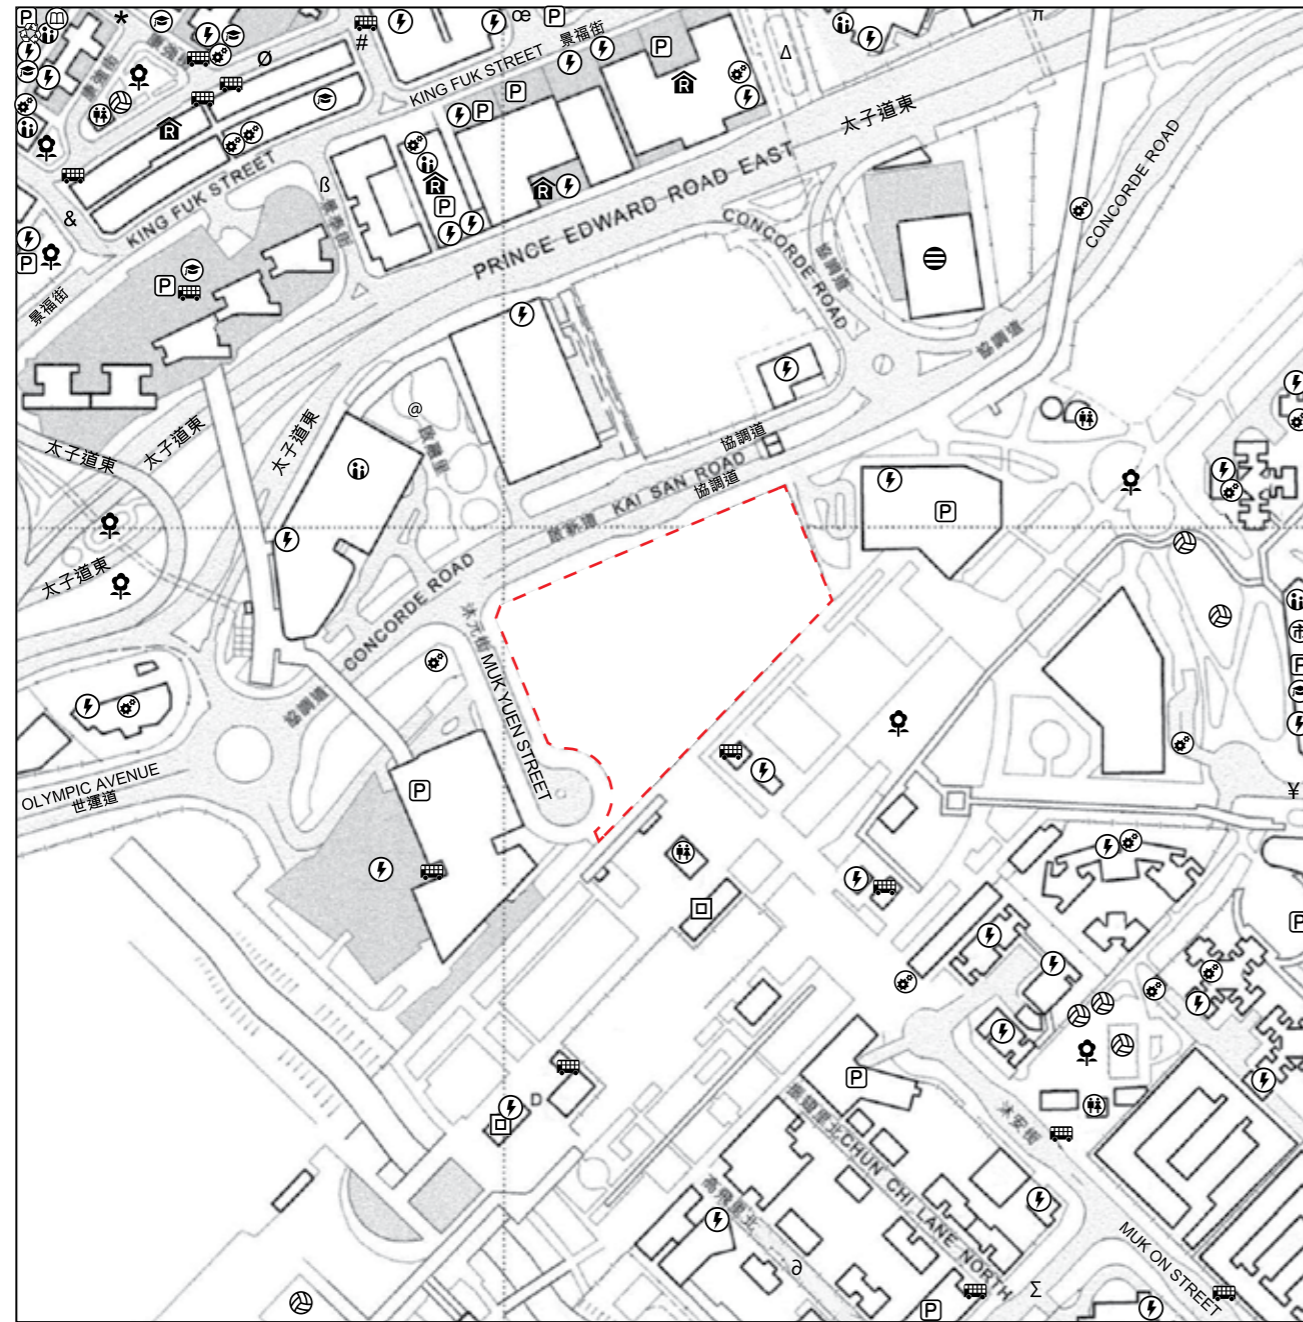 P
*
œ
P
π
#
Ø
景福街
KING FUK STREET
P
Δ
P
P
R
R
太子道東
KING FUK STREET
ß
R
R
P
&
PRINCE EDWARD ROAD EAST
CONCORDE ROAD
CONCORDE ROAD
P
P
協調道
景福街
協調道
太子道東
太子道東
太子道東
@
協調道
KAI SAN ROAD
協調道
P
太子道東
CONCORDE ROAD
沐元街
MUK YUEN STREET
市
P
協調道
OLYMPIC AVENUE
世運道
P
¥
P
P
沐安街
CHUN CHI LANE NORTH
MUK ON STREET
∂
Σ
P